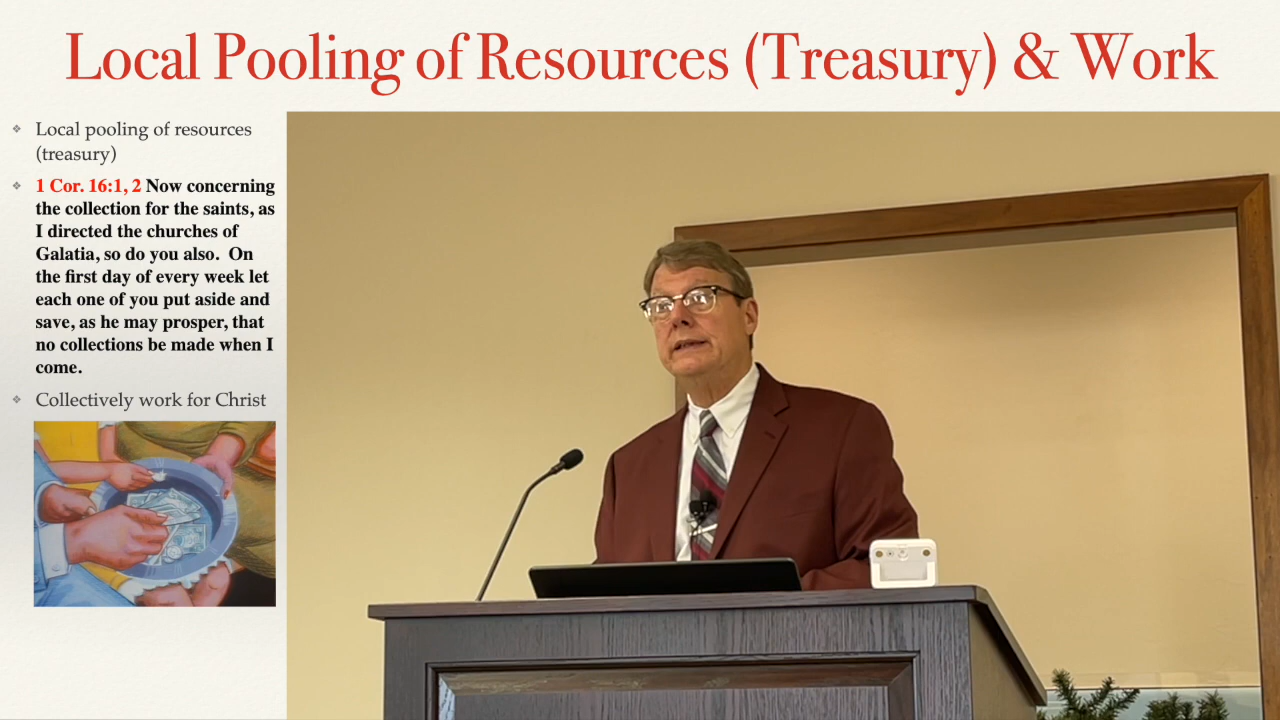 Local Pooling of Resources (Treasury) & Work
Local pooling of resources
(treasury)
1 Cor. 16:1, 2 Now concerning
the collection for the saints, as
I directed the churches of
Galatia, so do you also.  On
the first day of every week let
each one of you put aside and
save, as he may prosper, that
no collections be made when I
come.
Collectively work for Christ